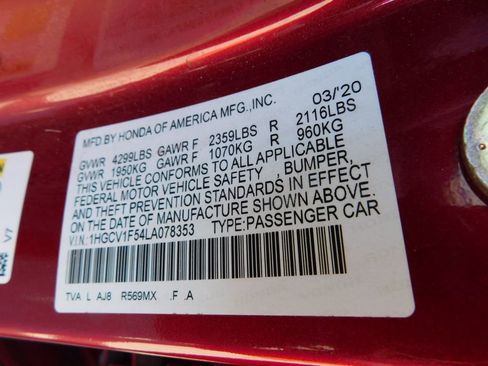 MFD BY HONDA OF AMERICA MFG.,INC. 03/'20
GVWR 4299LBS GAWR F 2359LBS R 2116LBS
GVWR 1950KG GAWR F 1070KG R 960KG
THIS VEHICLE CONFORMS TO ALL APPLICABLE
FEDERAL MOTOR VEHICLE SAFETY , BUMPER,
AND THEFT PREVENTION STANDARDS IN EFFECT
ON THE DATE OF MANUFACTURE SHOWN ABOVE.
V.I.N:1HGCV1F54LA078353 TYPE:PASSENGER CAR
TVA L AJ8 R569MX .F .A